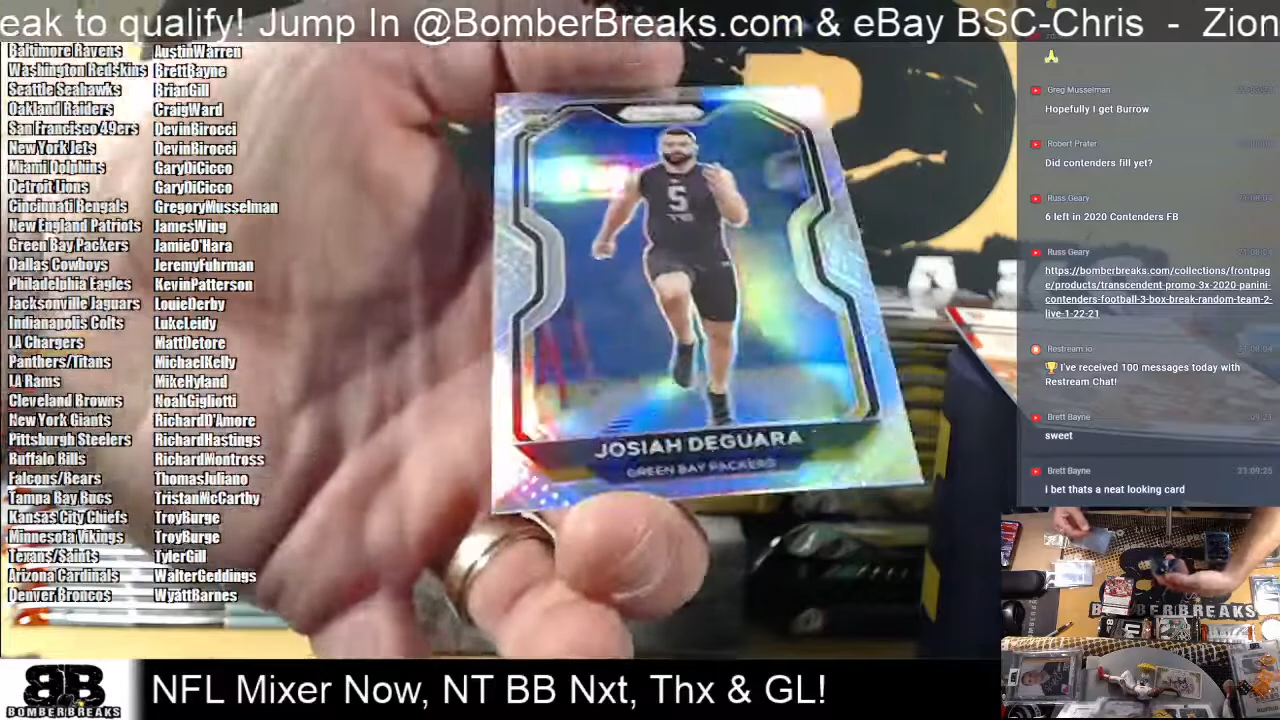 eak to qualify! Jump In @BomberBreaks.com & eBay BSC-Chris - Zion
Baltimore Ravens AustinWarren
Washington Redskins BrettBayne
Seattle Seahawks BrianGill
Oakland Raiders CraigWard
San Francisco 49ers DevinBirocci
New York Jets DevinBirocci
Miami Dolphins GaryDiCicco
Detroit Lions GaryDiCicco
Cincinnati Bengals GregoryMusselman
New England Patriots JamesWing
Green Bay Packers JamieO'Hara
Dallas Cowboys JeremyFuhrman
Philadelphia Eagles KevinPatterson
Jacksonville Jaguars LouieDerby
Indianapolis Colts LukeLeidy
LA Chargers MattDetore
Panthers/Titans MichaelKelly
LA Rams MikeHyland
Cleveland Browns NoahGigliotti
New York Giants RichardD'Amore
Pittsburgh Steelers RichardHastings
Buffalo Bills RichardMontross
Falcons/Bears ThomasJuliano
Tampa Bay Bucs TristanMcCarthy
Kansas City Chiefs TroyBurge
Minnesota Vikings TroyBurge
Texans/Saints TylerGill
Arizona Cardinals WalterGeddings
Denver Broncos WyattBarnes
5
JOSIAH DEGUARA
GREEN BAY PACKERS
Greg Musselman
Hopefully I get Burrow
Robert Prater
Did contenders fill yet?
Russ Geary
6 left in 2020 Contenders FB
Russ Geary
https://bomberbreaks.com/collections/frontpag
e/products/transcendent-promo-3x-2020-panini-
contenders-football-3-box-break-random-team-2-
live-1-22-21
Restream.io
🏆 I've received 100 messages today with
Restream Chat!
Brett Bayne
sweet
Brett Bayne 21:09:25
i bet thats a neat looking card
BOMBERBREAKS
BB
BOMBERBREAKS
NFL Mixer Now, NT BB Nxt, Thx & GL!